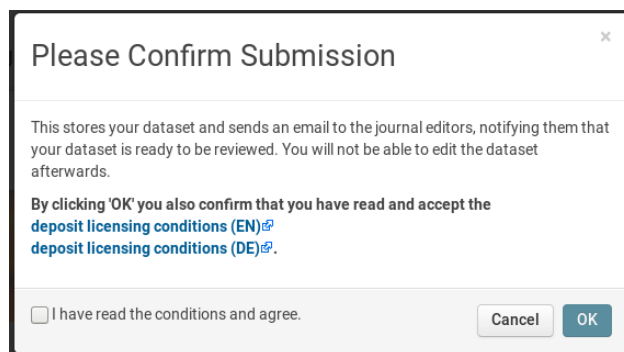 Please Confirm Submission
×
This stores your dataset and sends an email to the journal editors, notifying them that
your dataset is ready to be reviewed. You will not be able to edit the dataset
afterwards.
By clicking 'OK' you also confirm that you have read and accept the
deposit licensing conditions (EN)
deposit licensing conditions (DE).
I have read the conditions and agree.
Cancel
OK